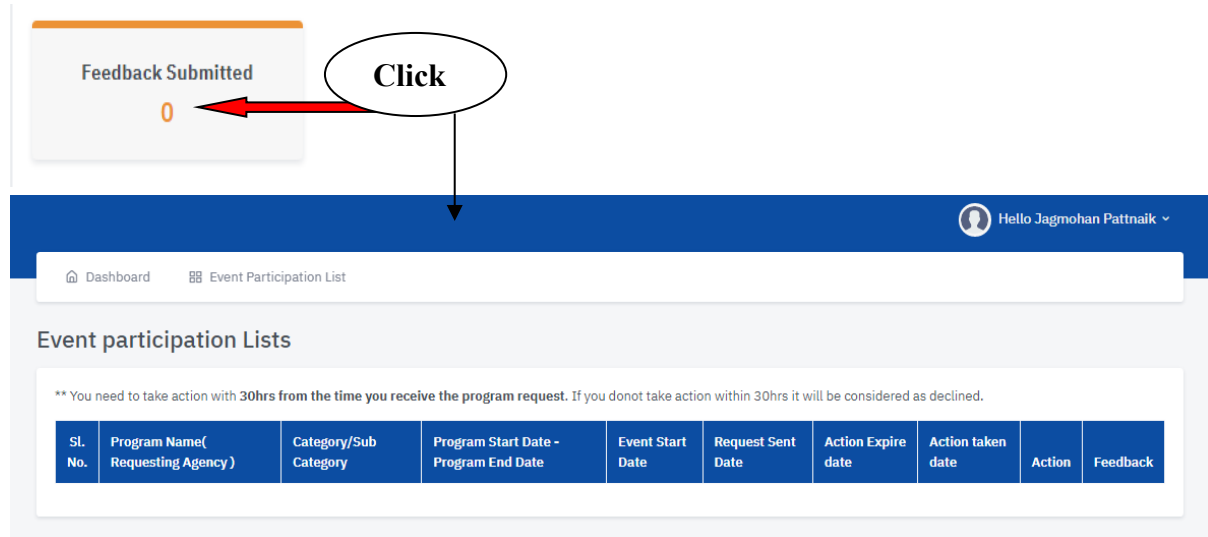 Feedback Submitted
0
Click
Hello Jagmohan Pattnaik
Dashboard
Event Participation List
Event participation Lists
** You need to take action with 30hrs from the time you receive the program request. If you donot take action within 30hrs it will be considered as declined.
Sl. No.
Program Name( Requesting Agency )
Category/Sub Category
Program Start Date - Program End Date
Event Start Date
Request Sent Date
Action Expire date
Action taken date
Action
Feedback